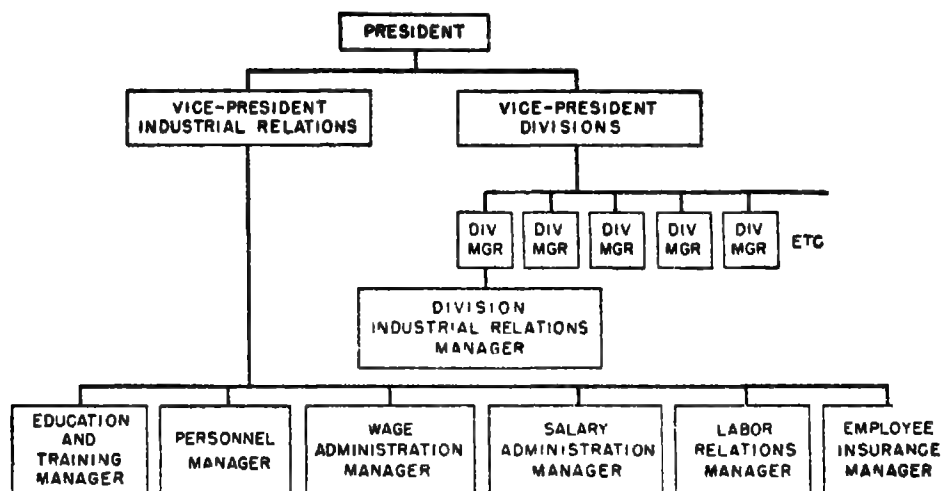 PRESIDENT
VICE-PRESIDENT
INDUSTRIAL RELATIONS
VICE-PRESIDENT
DIVISIONS
DIV
MGR
DIV
MGR
DIV
MGR
DIV
MGR
DIV
MGR
ETC
DIVISION
INDUSTRIAL RELATIONS
MANAGER
EDUCATION
AND
TRAINING
MANAGER
PERSONNEL
MANAGER
WAGE
ADMINISTRATION
MANAGER
SALARY
ADMINISTRATION
MANAGER
LABOR
RELATIONS
MANAGER
EMPLOYEE
INSURANCE
MANAGER